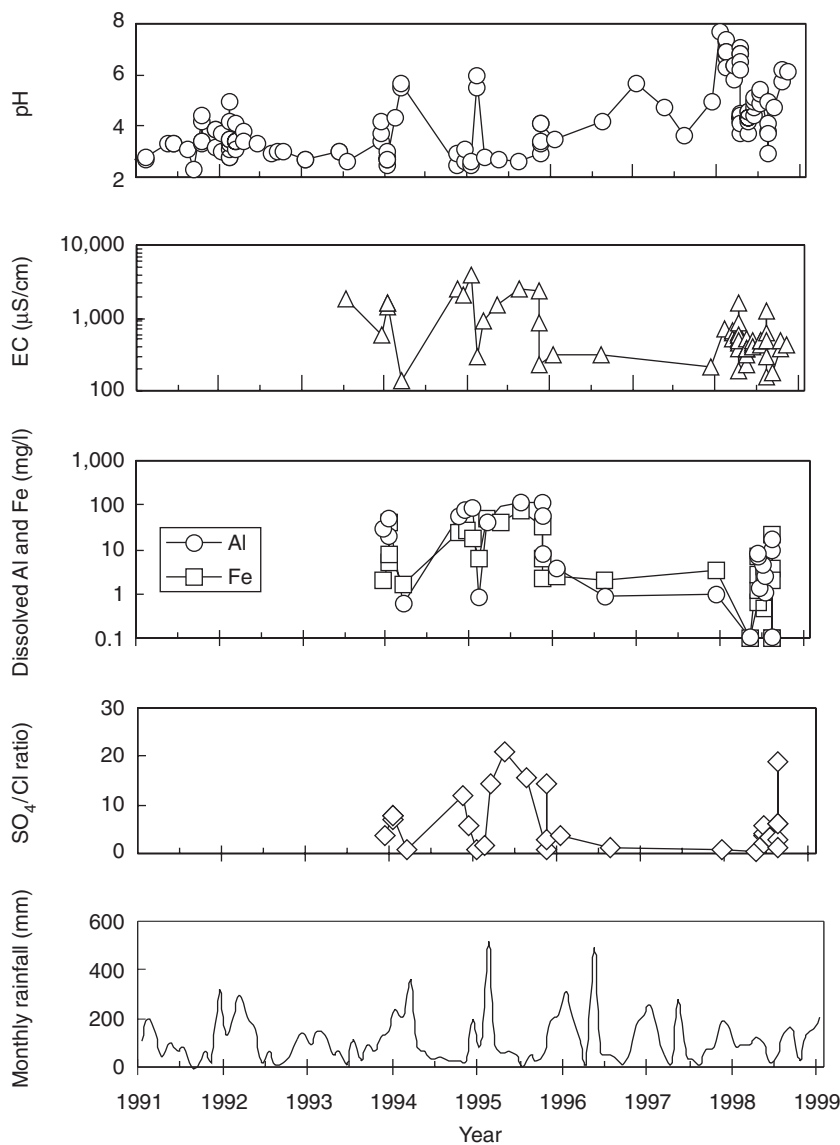 8
6
4
2
pH
10,000
1,000
100
EC (μS/cm)
1,000
100
10
1
0.1
Dissolved Al and Fe (mg/l)
Al
Fe
30
20
10
0
SO4/Cl ratio)
600
400
200
0
Monthly rainfall (mm)
1991 1992 1993 1994 1995 1996 1997 1998 1999
Year